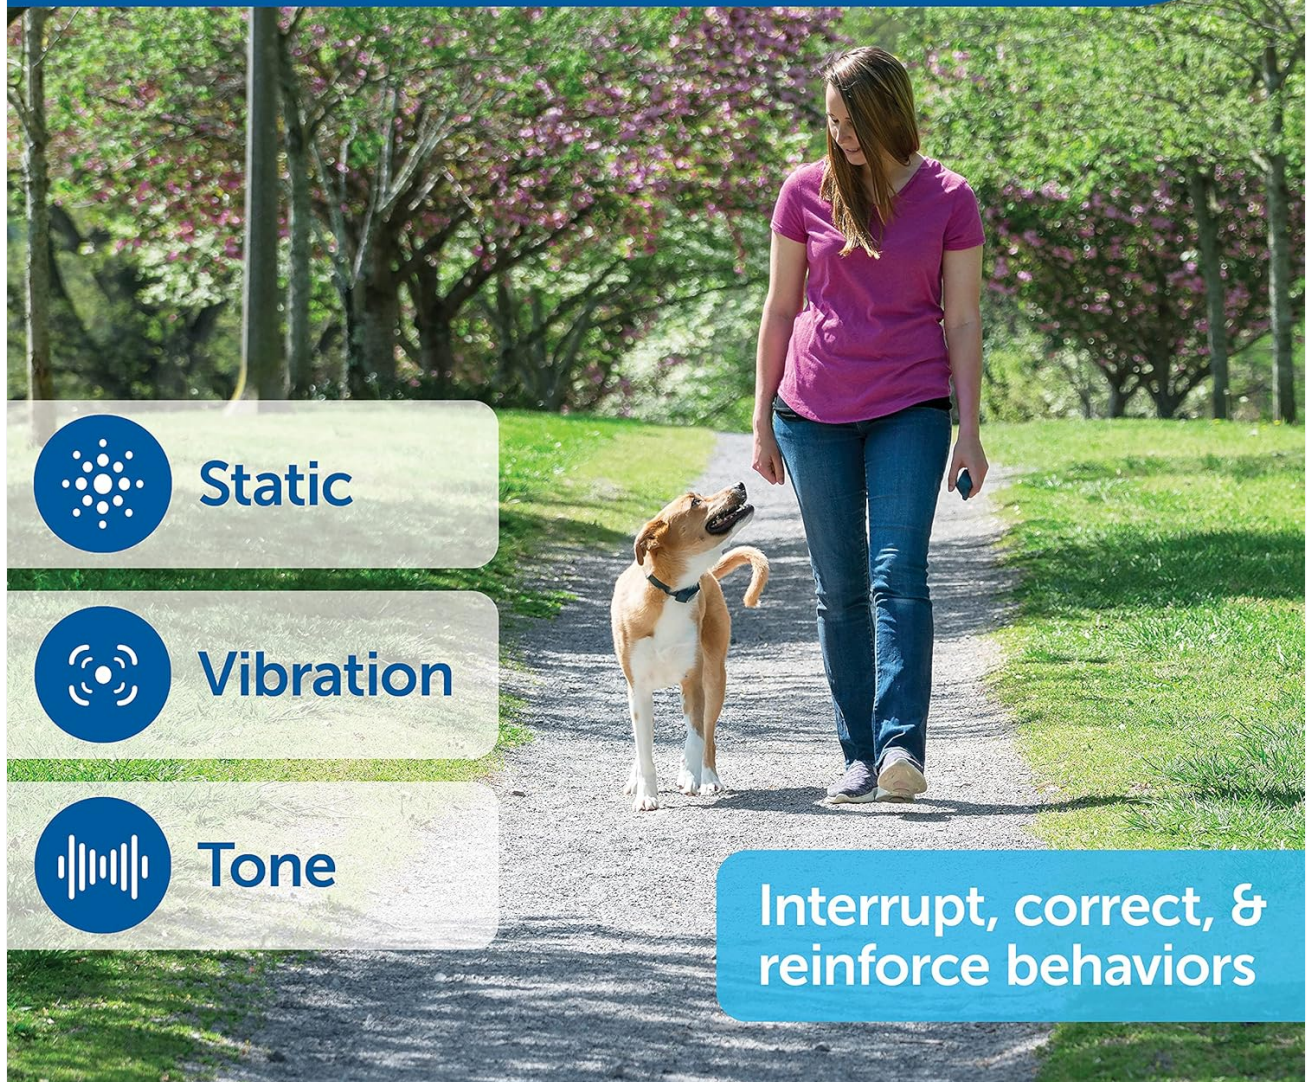 Static
Vibration
Tone
Interrupt, correct, &
reinforce behaviors